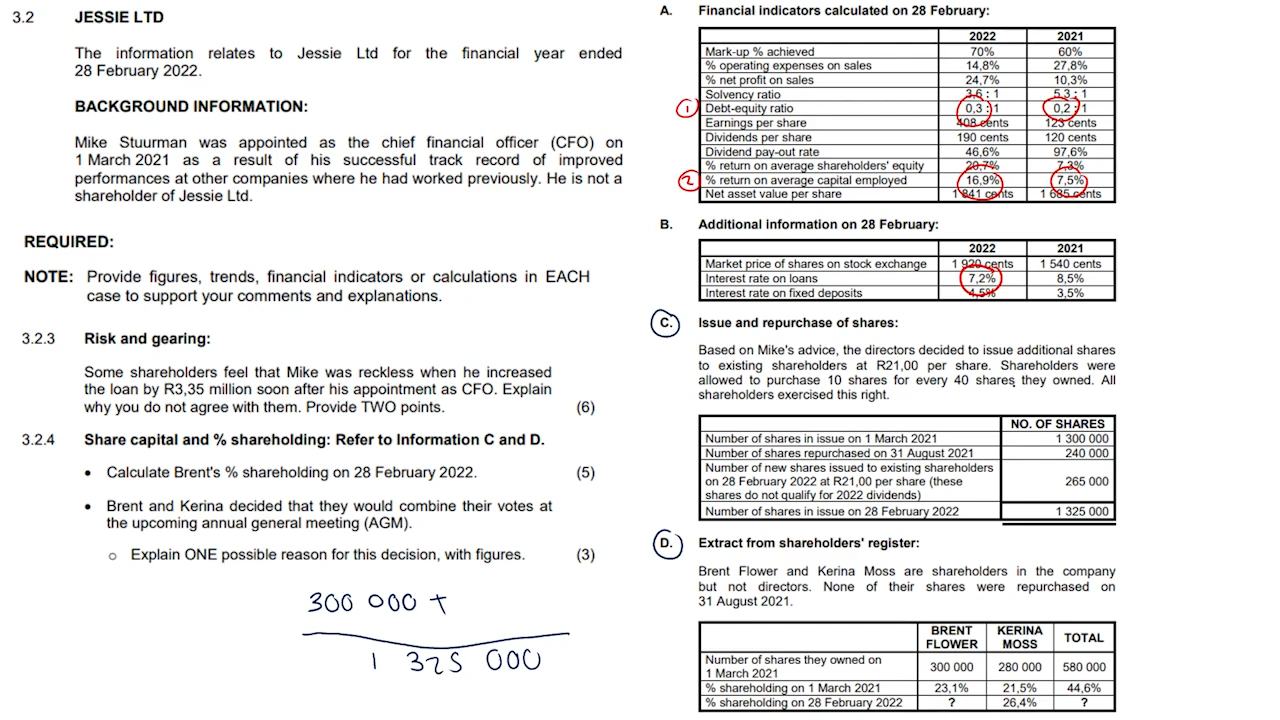 3.2 JESSIE LTD
The information relates to Jessie Ltd for the financial year ended
28 February 2022.
BACKGROUND INFORMATION:
Mike Stuurman was appointed as the chief financial officer (CFO) on
1 March 2021 as a result of his successful track record of improved
performances at other companies where he had worked previously. He is not a
shareholder of Jessie Ltd.
REQUIRED:
NOTE: Provide figures, trends, financial indicators or calculations in EACH
case to support your comments and explanations.
3.2.3 Risk and gearing:
Some shareholders feel that Mike was reckless when he increased
the loan by R3,35 million soon after his appointment as CFO. Explain
why you do not agree with them. Provide TWO points. (6)
3.2.4 Share capital and % shareholding: Refer to Information C and D.
• Calculate Brent's % shareholding on 28 February 2022. (5)
• Brent and Kerina decided that they would combine their votes at
the upcoming annual general meeting (AGM).
o Explain ONE possible reason for this decision, with figures. (3)
300 000 +
1 325 000
A. Financial indicators calculated on 28 February:
2022 2021
Mark-up % achieved 70% 60%
% operating expenses on sales 14,8% 27,8%
% net profit on sales 24,7% 10,3%
Solvency ratio 3,6 : 1 5,3 : 1
1 Debt-equity ratio 0,3 : 1 0,2 : 1
Earnings per share 408 cents 123 cents
Dividends per share 190 cents 120 cents
Dividend pay-out rate 46,6% 97,6%
% return on average shareholders' equity 20,7% 7,3%
2 % return on average capital employed 16,9% 7,5%
Net asset value per share 1 841 cents 1 685 cents
B. Additional information on 28 February:
2022 2021
Market price of shares on stock exchange 1 920 cents 1 540 cents
Interest rate on loans 7,2% 8,5%
Interest rate on fixed deposits 4,5% 3,5%
C. Issue and repurchase of shares:
Based on Mike's advice, the directors decided to issue additional shares
to existing shareholders at R21,00 per share. Shareholders were
allowed to purchase 10 shares for every 40 shares they owned. All
shareholders exercised this right.
NO. OF SHARES
Number of shares in issue on 1 March 2021 1 300 000
Number of shares repurchased on 31 August 2021 240 000
Number of new shares issued to existing shareholders
on 28 February 2022 at R21,00 per share (these 265 000
shares do not qualify for 2022 dividends)
Number of shares in issue on 28 February 2022 1 325 000
D. Extract from shareholders' register:
Brent Flower and Kerina Moss are shareholders in the company
but not directors. None of their shares were repurchased on
31 August 2021.
BRENT FLOWER KERINA MOSS TOTAL
Number of shares they owned on
1 March 2021 300 000 280 000 580 000
% shareholding on 1 March 2021 23,1% 21,5% 44,6%
% shareholding on 28 February 2022 ? 26,4% ?